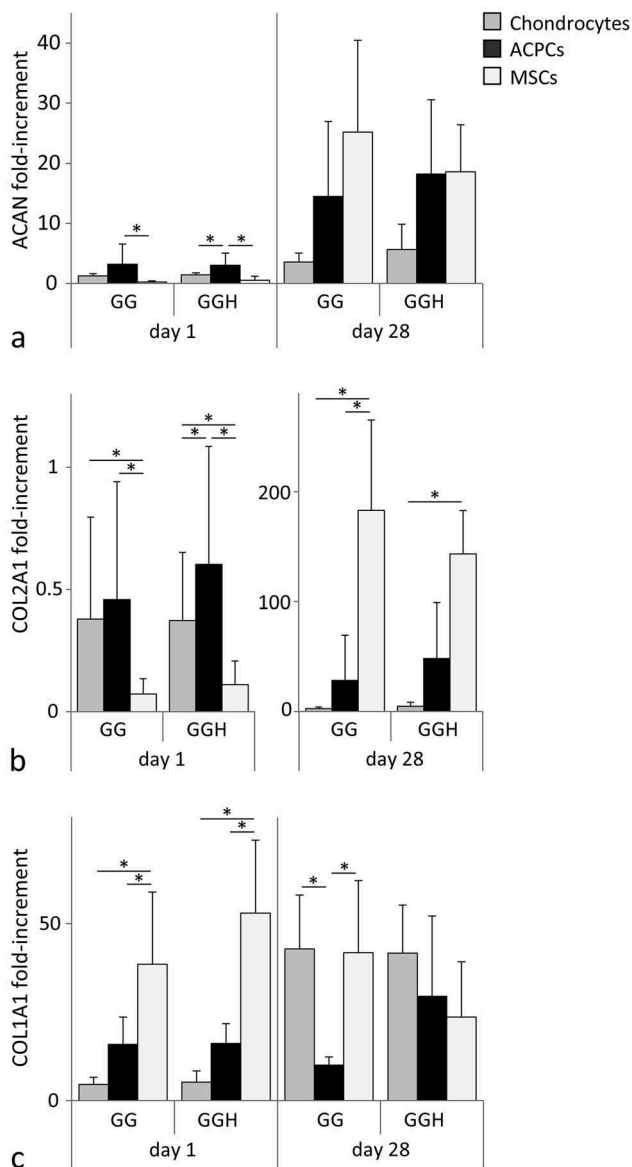 Chondrocytes
ACPCs
MSCs
ACAN fold-increment
40
30
20
10
0
* * *
GG GGH GG GGH
day 1 day 28
a
COL2A1 fold-increment
1
0.5
0
* * * * *
GG GGH
day 1
200
100
0
* * *
GG GGH
day 28
b
COL1A1 fold-increment
50
0
* * * * * *
GG GGH GG GGH
day 1 day 28
c